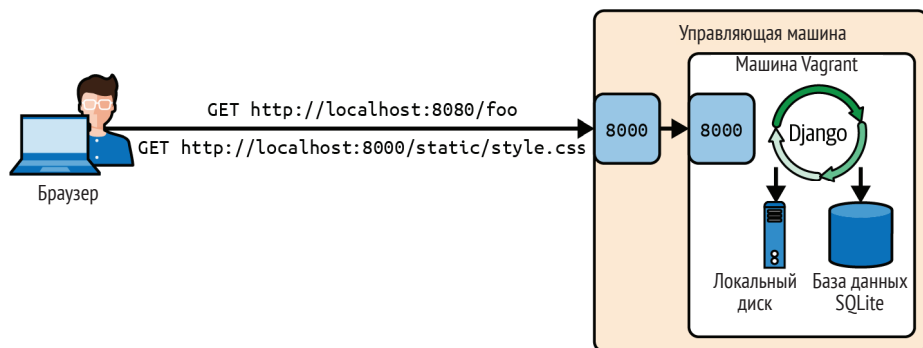 Управляющая машина
Машина Vagrant
GET http://localhost:8080/foo
8000
8000
Django
GET http://localhost:8000/static/style.css
Браузер
Локальный
диск
База данных
SQLite